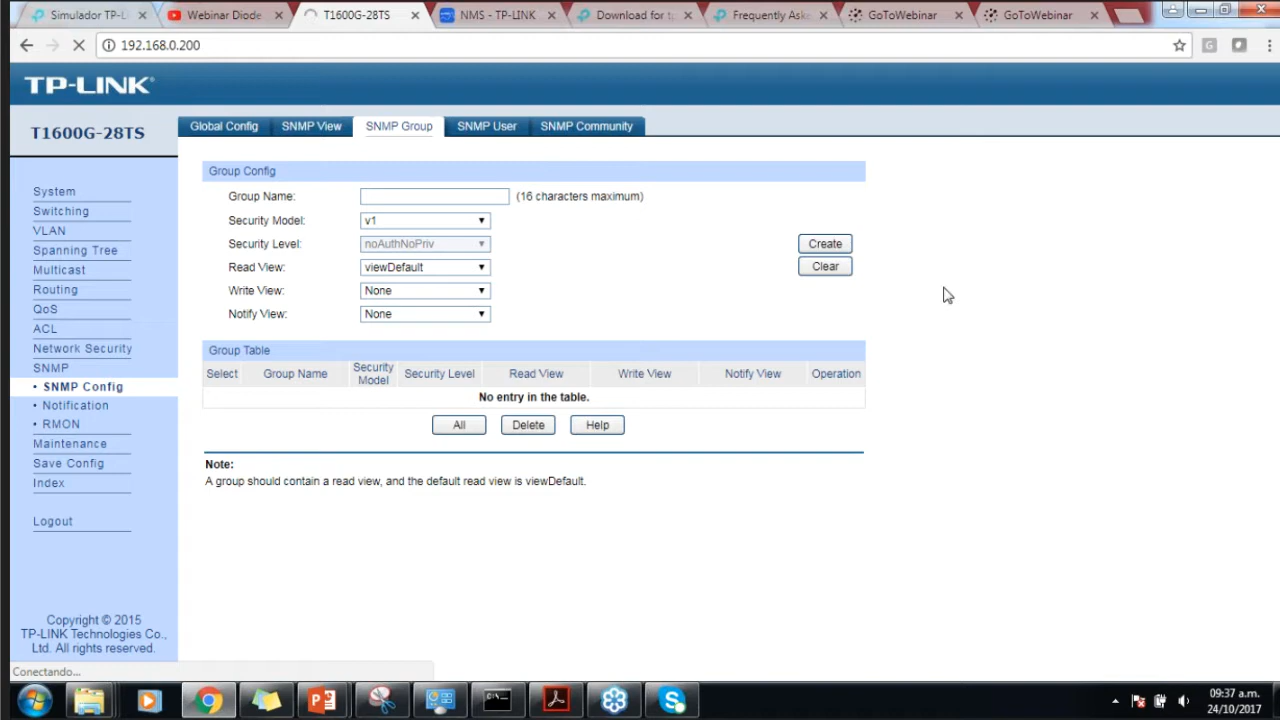 Simulador TP-L
Webinar Diode
T1600G-28TS
NMS - TP-LINK
Download for t
Frequently Aske
GoToWebinar
GoToWebinar
192.168.0.200
TP-LINK
T1600G-28TS
Global Config
SNMP View
SNMP Group
SNMP User
SNMP Community
System
Switching
VLAN
Spanning Tree
Multicast
Routing
QoS
ACL
Network Security
SNMP
• SNMP Config
• Notification
• RMON
Maintenance
Save Config
Index
Logout
Copyright © 2015
TP-LINK Technologies Co.,
Ltd. All rights reserved.
Group Config
Group Name: (16 characters maximum)
Security Model: v1
Security Level: noAuthNoPriv Create
Read View: viewDefault Clear
Write View: None
Notify View: None
Group Table
Select Group Name Security Model Security Level Read View Write View Notify View Operation
No entry in the table.
All Delete Help
Note:
A group should contain a read view, and the default read view is viewDefault.
Conectando...
09:37 a.m.
24/10/2017